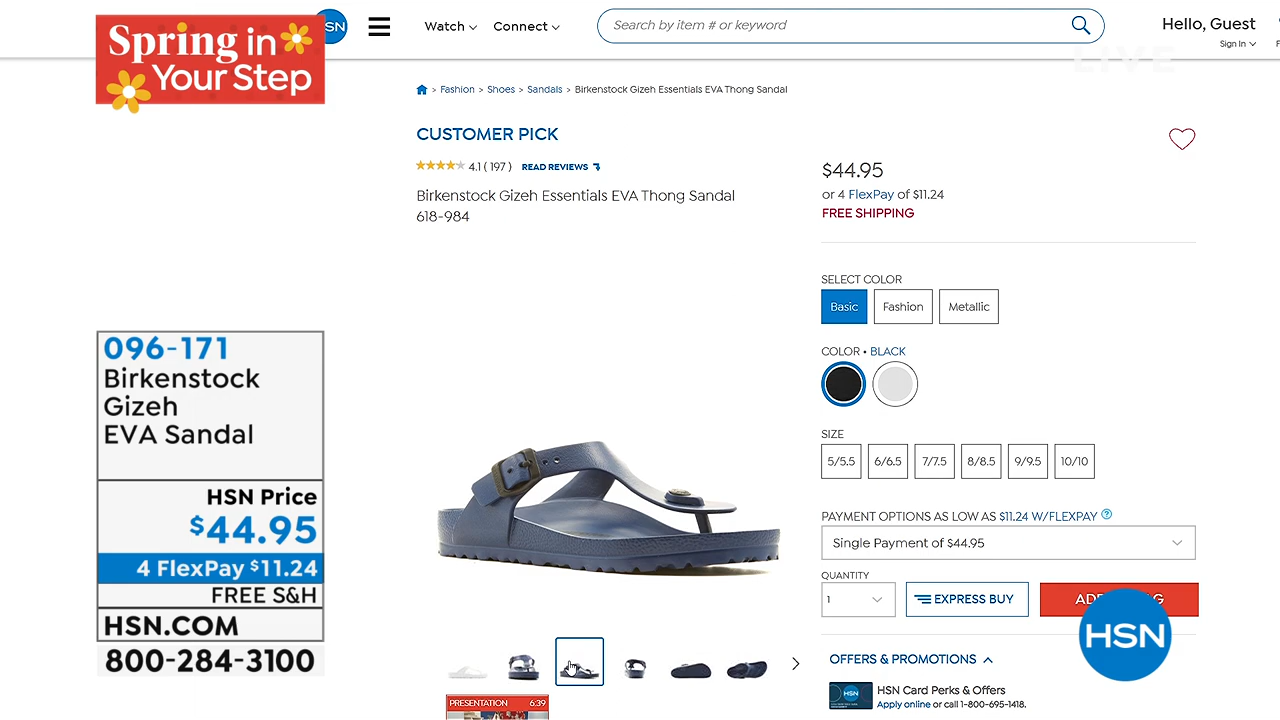 Spring in
Your Step
SN
Watch
Connect
Search by item # or keyword
Hello, Guest
Sign In
LIVE
Fashion > Shoes > Sandals > Birkenstock Gizeh Essentials EVA Thong Sandal
CUSTOMER PICK
4.1 ( 197 ) READ REVIEWS
Birkenstock Gizeh Essentials EVA Thong Sandal
618-984
$44.95
or 4 FlexPay of $11.24
FREE SHIPPING
SELECT COLOR
Basic
Fashion
Metallic
COLOR • BLACK
SIZE
5/5.5
6/6.5
7/7.5
8/8.5
9/9.5
10/10
PAYMENT OPTIONS AS LOW AS $11.24 W/FLEXPAY ?
Single Payment of $44.95
QUANTITY
1
EXPRESS BUY
AD
G
HSN
OFFERS & PROMOTIONS
HSN
HSN Card Perks & Offers
Apply online or call 1-800-695-1418.
096-171
Birkenstock
Gizeh
EVA Sandal
HSN Price
$44.95
4 FlexPay $11.24
FREE S&H
HSN.COM
800-284-3100
PRESENTATION 6:39